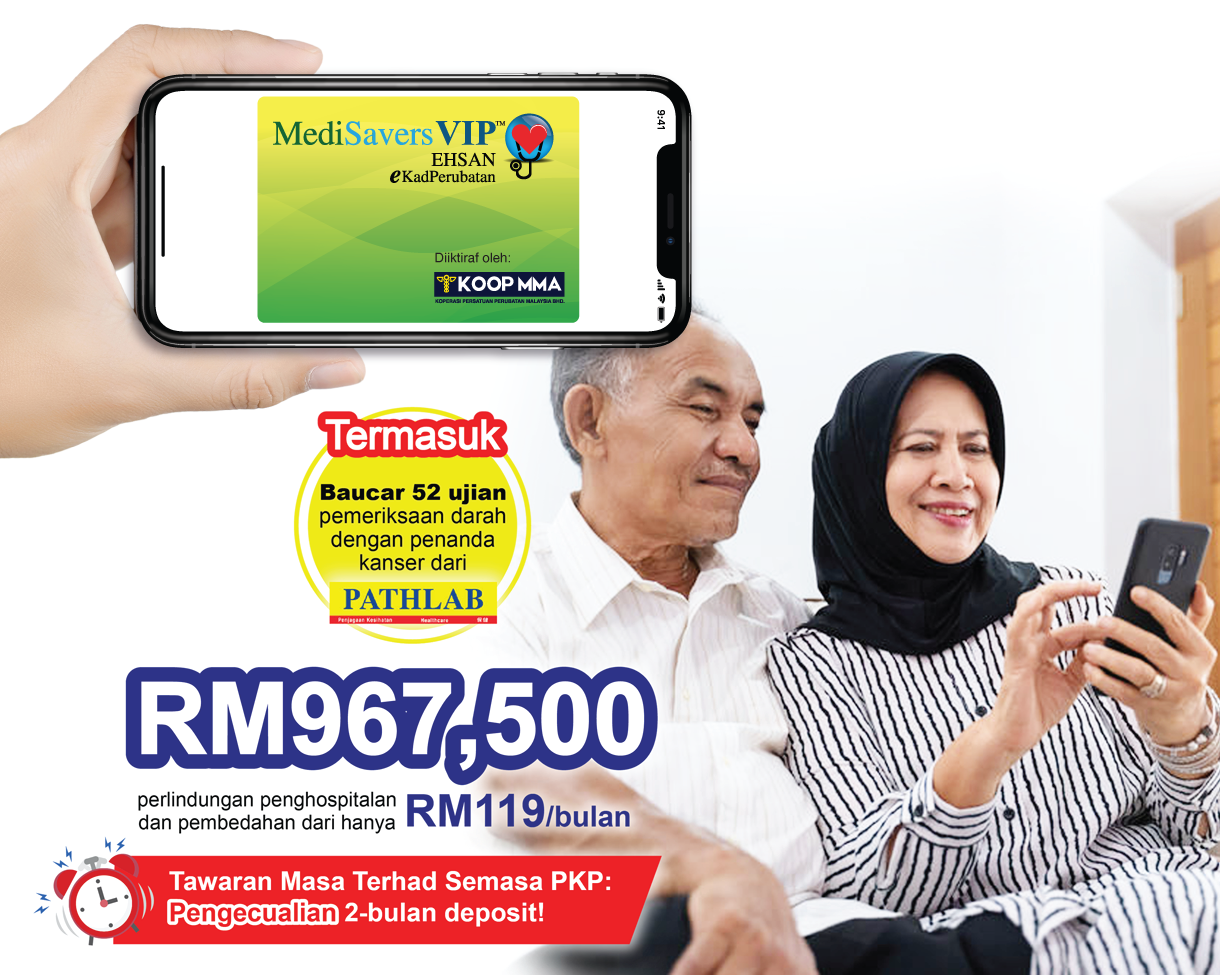 MediSavers VIP™
EHSAN
eKadPerubatan
9:41
Diiktiraf oleh:
KOOP MMA
KOPERASI PERSATUAN PERUBATAN MALAYSIA BHD.
Termasuk
Baucar 52 ujian
pemeriksaan darah
dengan penanda
kanser dari
PATHLAB
Penjagaan Kesihatan Healthcare 保健
RM967,500
perlindungan penghospitalan
dan pembedahan dari hanya
RM119/bulan
Tawaran Masa Terhad Semasa PKP:
Pengecualian 2-bulan deposit!